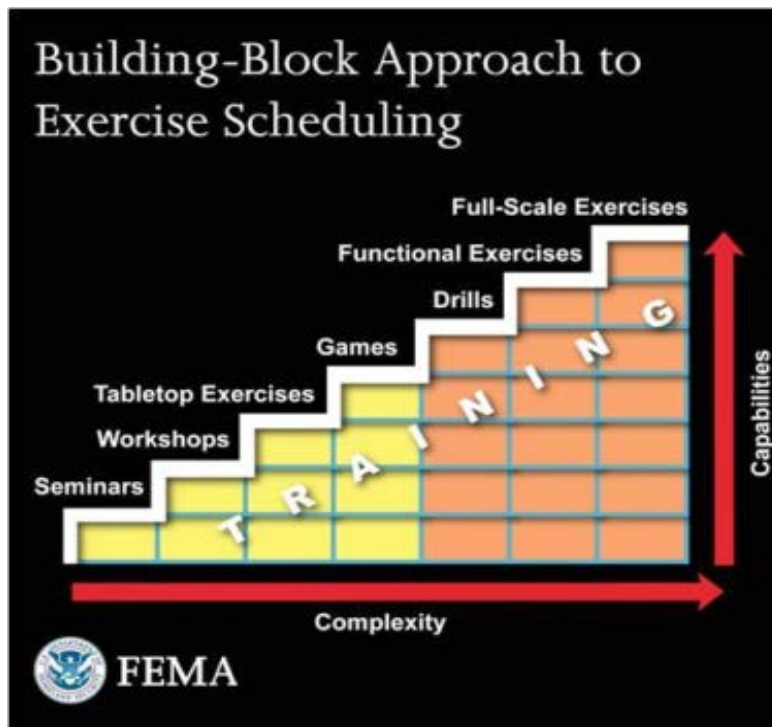 Building-Block Approach to
Exercise Scheduling
Full-Scale Exercises
Functional Exercises
Drills
Games
Tabletop Exercises
Workshops
Seminars
TRAINING
Capabilities
Complexity
FEMA